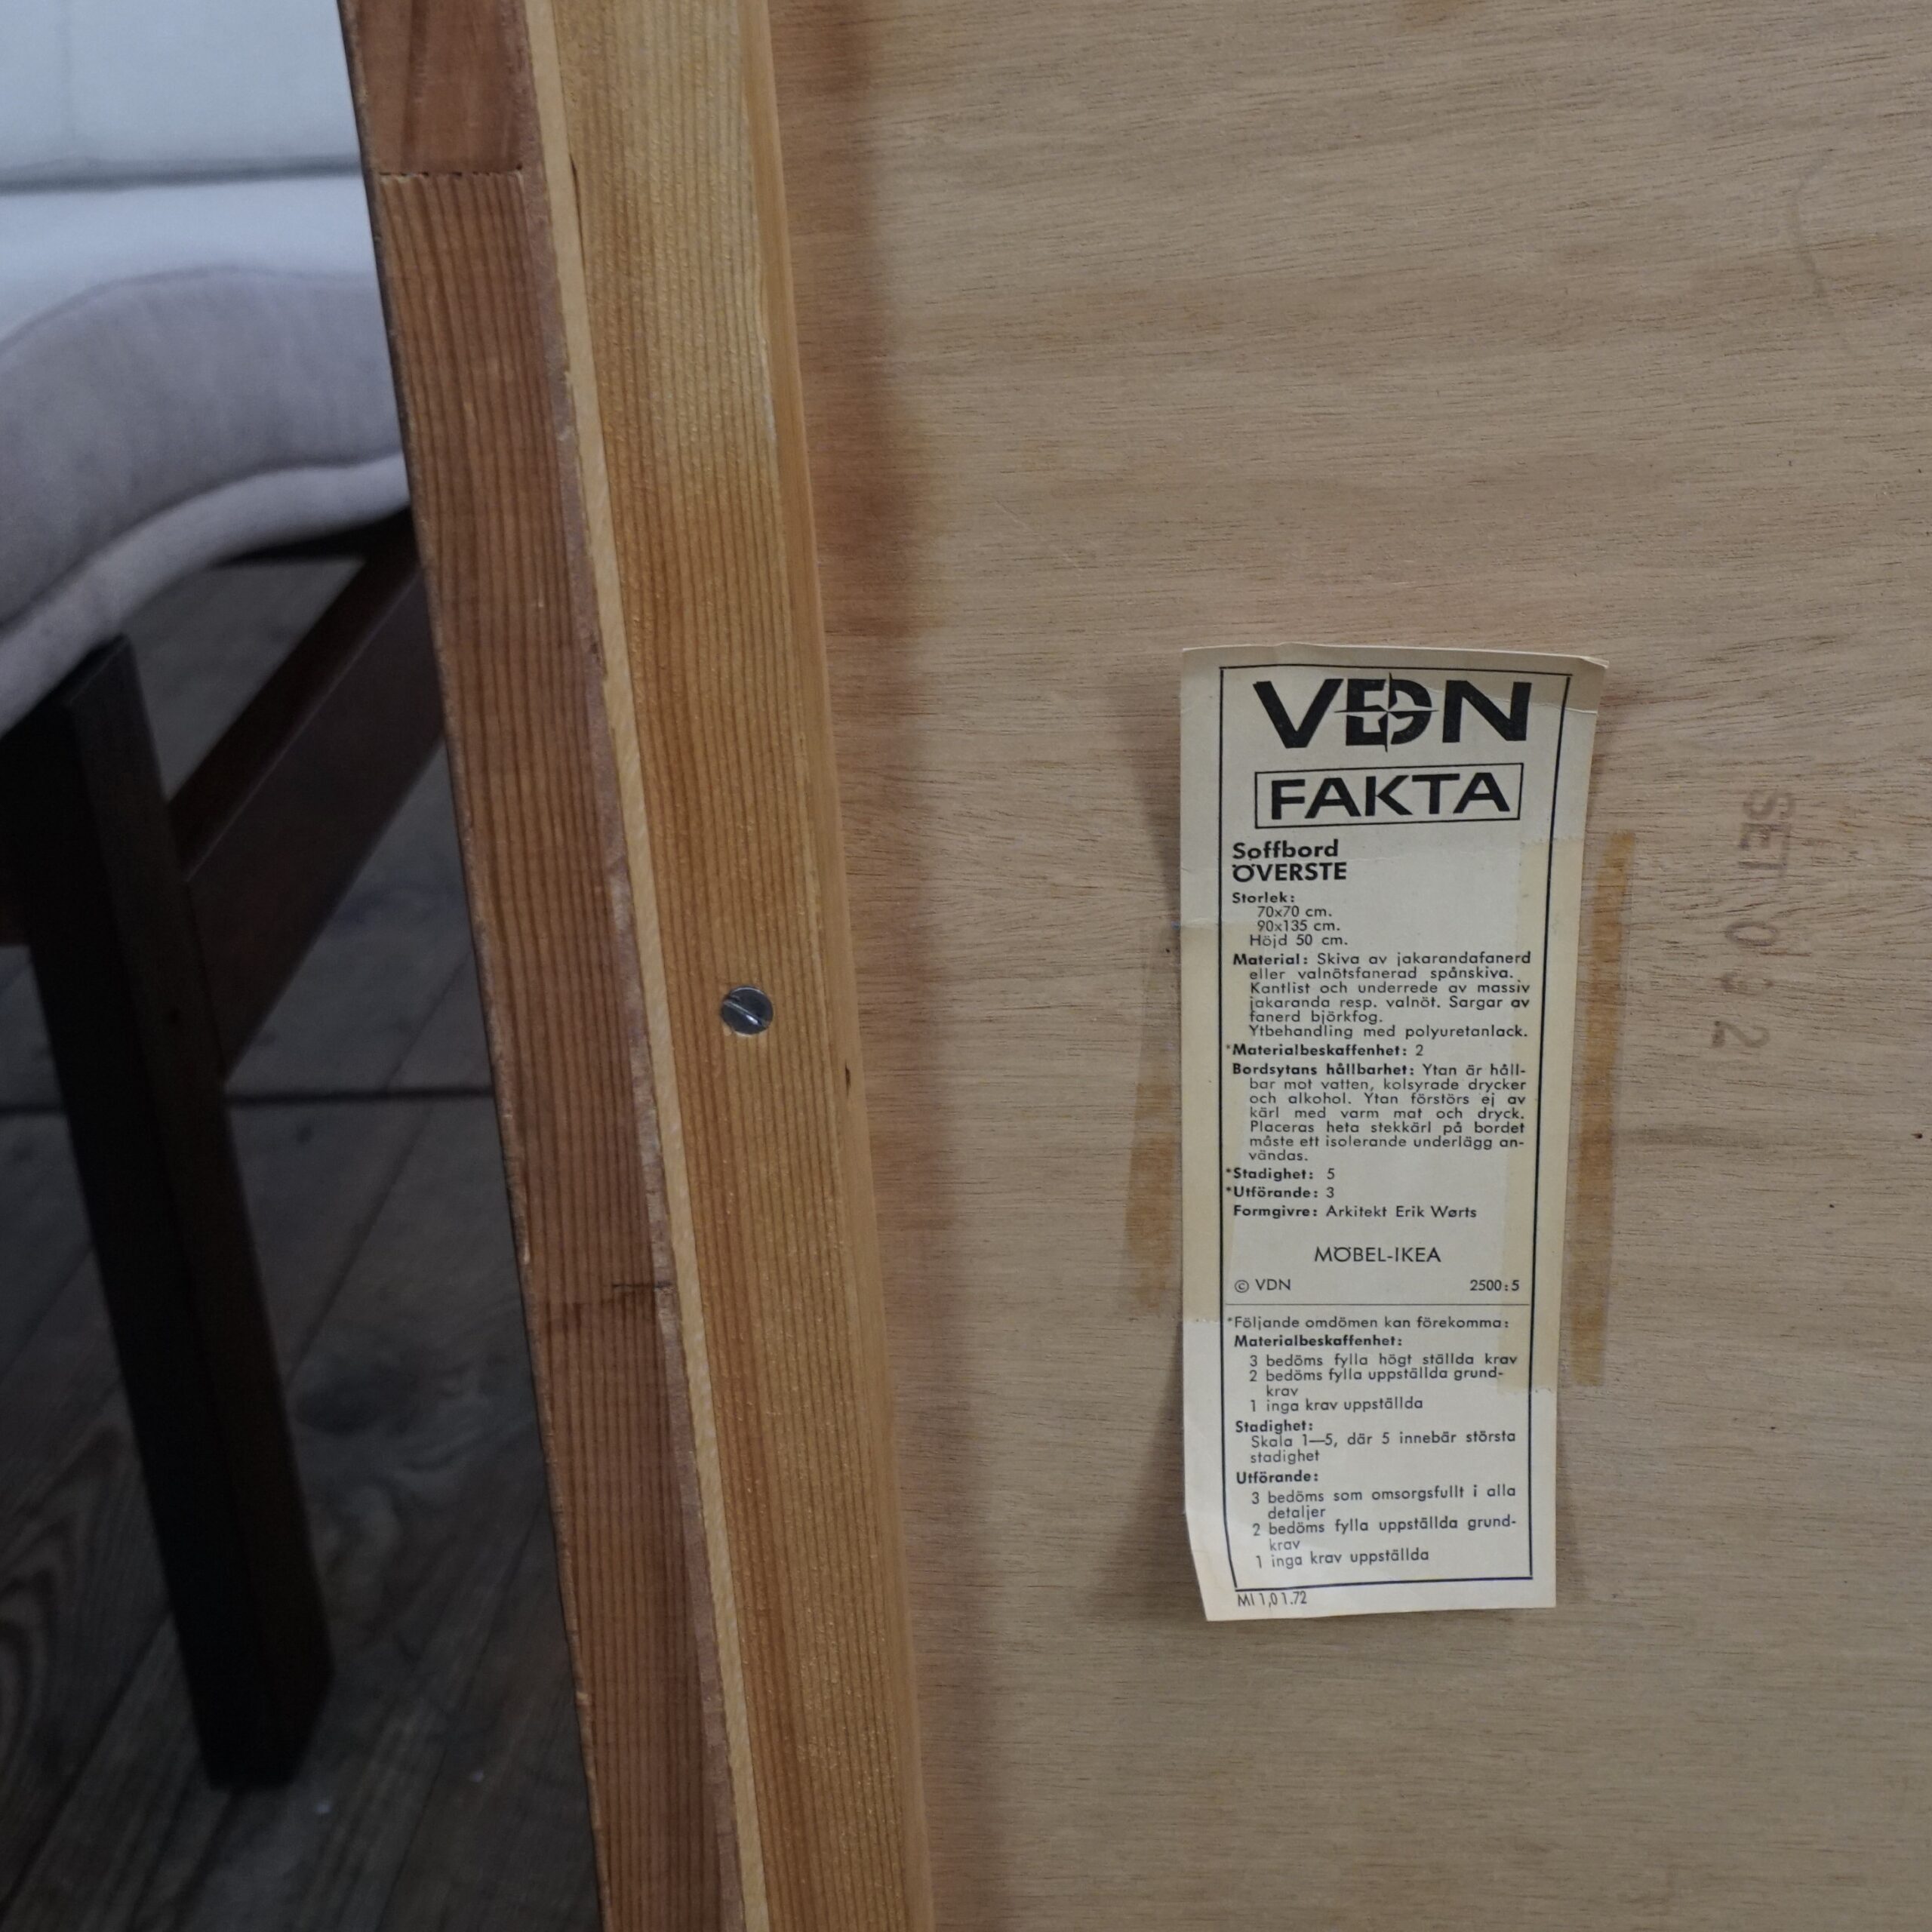 VDN
FAKTA
Soffbord
ÖVERSTE
Storlek:
70x70 cm.
90x135 cm.
Höjd 50 cm.
Material: Skiva av jakarandafanerd
eller valnötsfanerad spånskiva.
Kantlist och underrede av massiv
jakaranda resp. valnöt. Sargar av
fanerd björkfog.
Ytbehandling med polyuretanlack.
*Materialbeskaffenhet: 2
Bordsytans hållbarhet: Ytan är håll-
bar mot vatten, kolsyrade drycker
och alkohol. Ytan förstörs ej av
kärl med varm mat och dryck.
Placeras heta stekkärl på bordet
måste ett isolerande underlägg an-
vändas.
*Stadighet: 5
*Utförande: 3
Formgivre: Arkitekt Erik Wørts
MÖBEL-IKEA
© VDN 2500:5
*Följande omdömen kan förekomma:
Materialbeskaffenhet:
3 bedöms fylla högt ställda krav
2 bedöms fylla uppställda grund-
krav
1 inga krav uppställda
Stadighet:
Skala 1—5, där 5 innebär största
stadighet
Utförande:
3 bedöms som omsorgsfullt i alla
detaljer
2 bedöms fylla uppställda grund-
krav
1 inga krav uppställda
MI 1,0 1.72
SET